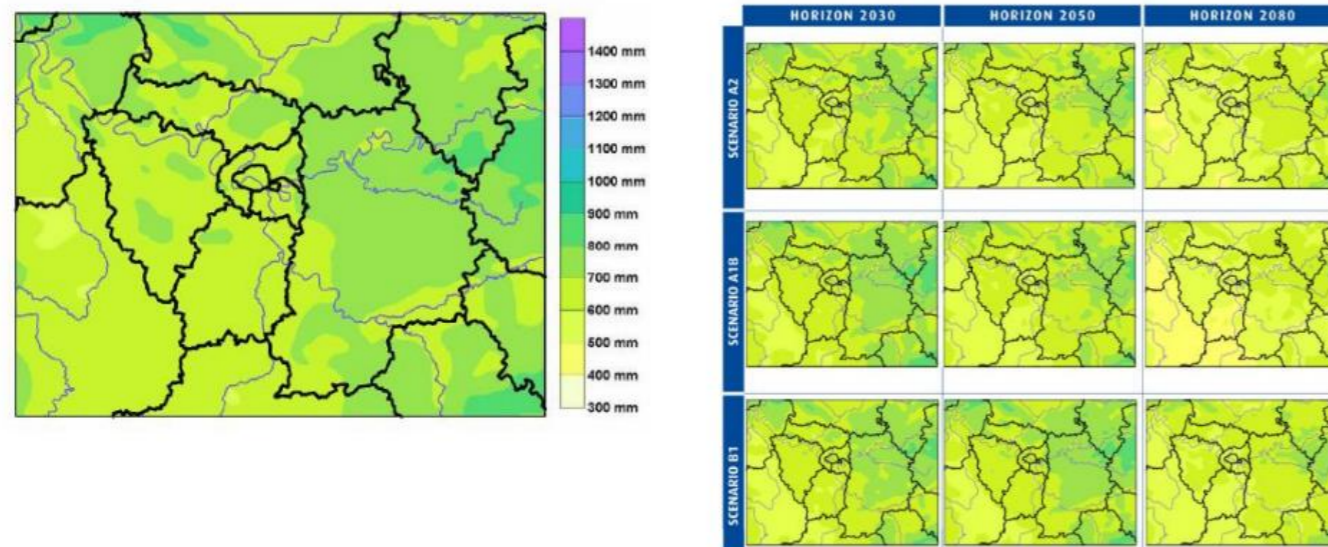 1400 mm
1300 mm
1200 mm
1100 mm
1000 mm
900 mm
800 mm
700 mm
600 mm
500 mm
400 mm
300 mm
HORIZON 2030
HORIZON 2050
HORIZON 2080
SCENARIO A2
SCENARIO A1B
SCENARIO B1